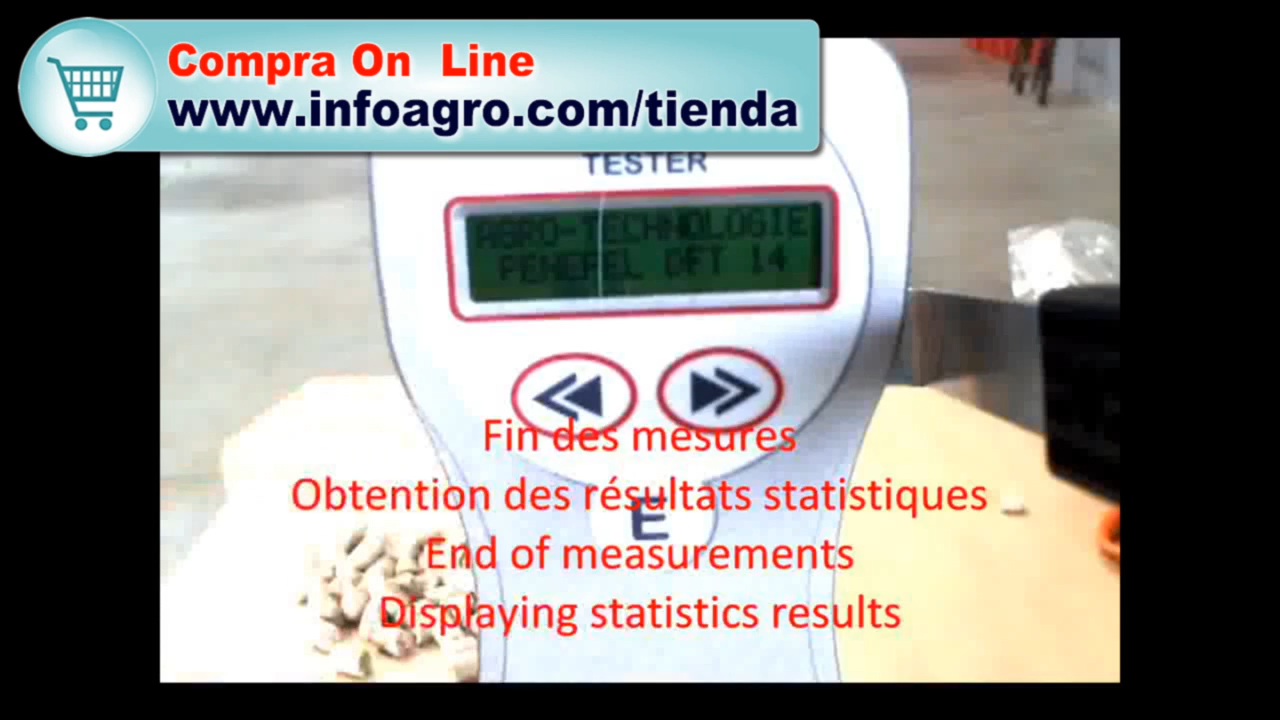 Compra On Line
www.infoagro.com/tienda
TESTER
AGRO-TECHNOLOGIE
PENEFEL DFT 14
Fin des mesures
Obtention des résultats statistiques
E
End of measurements
Displaying statistics results